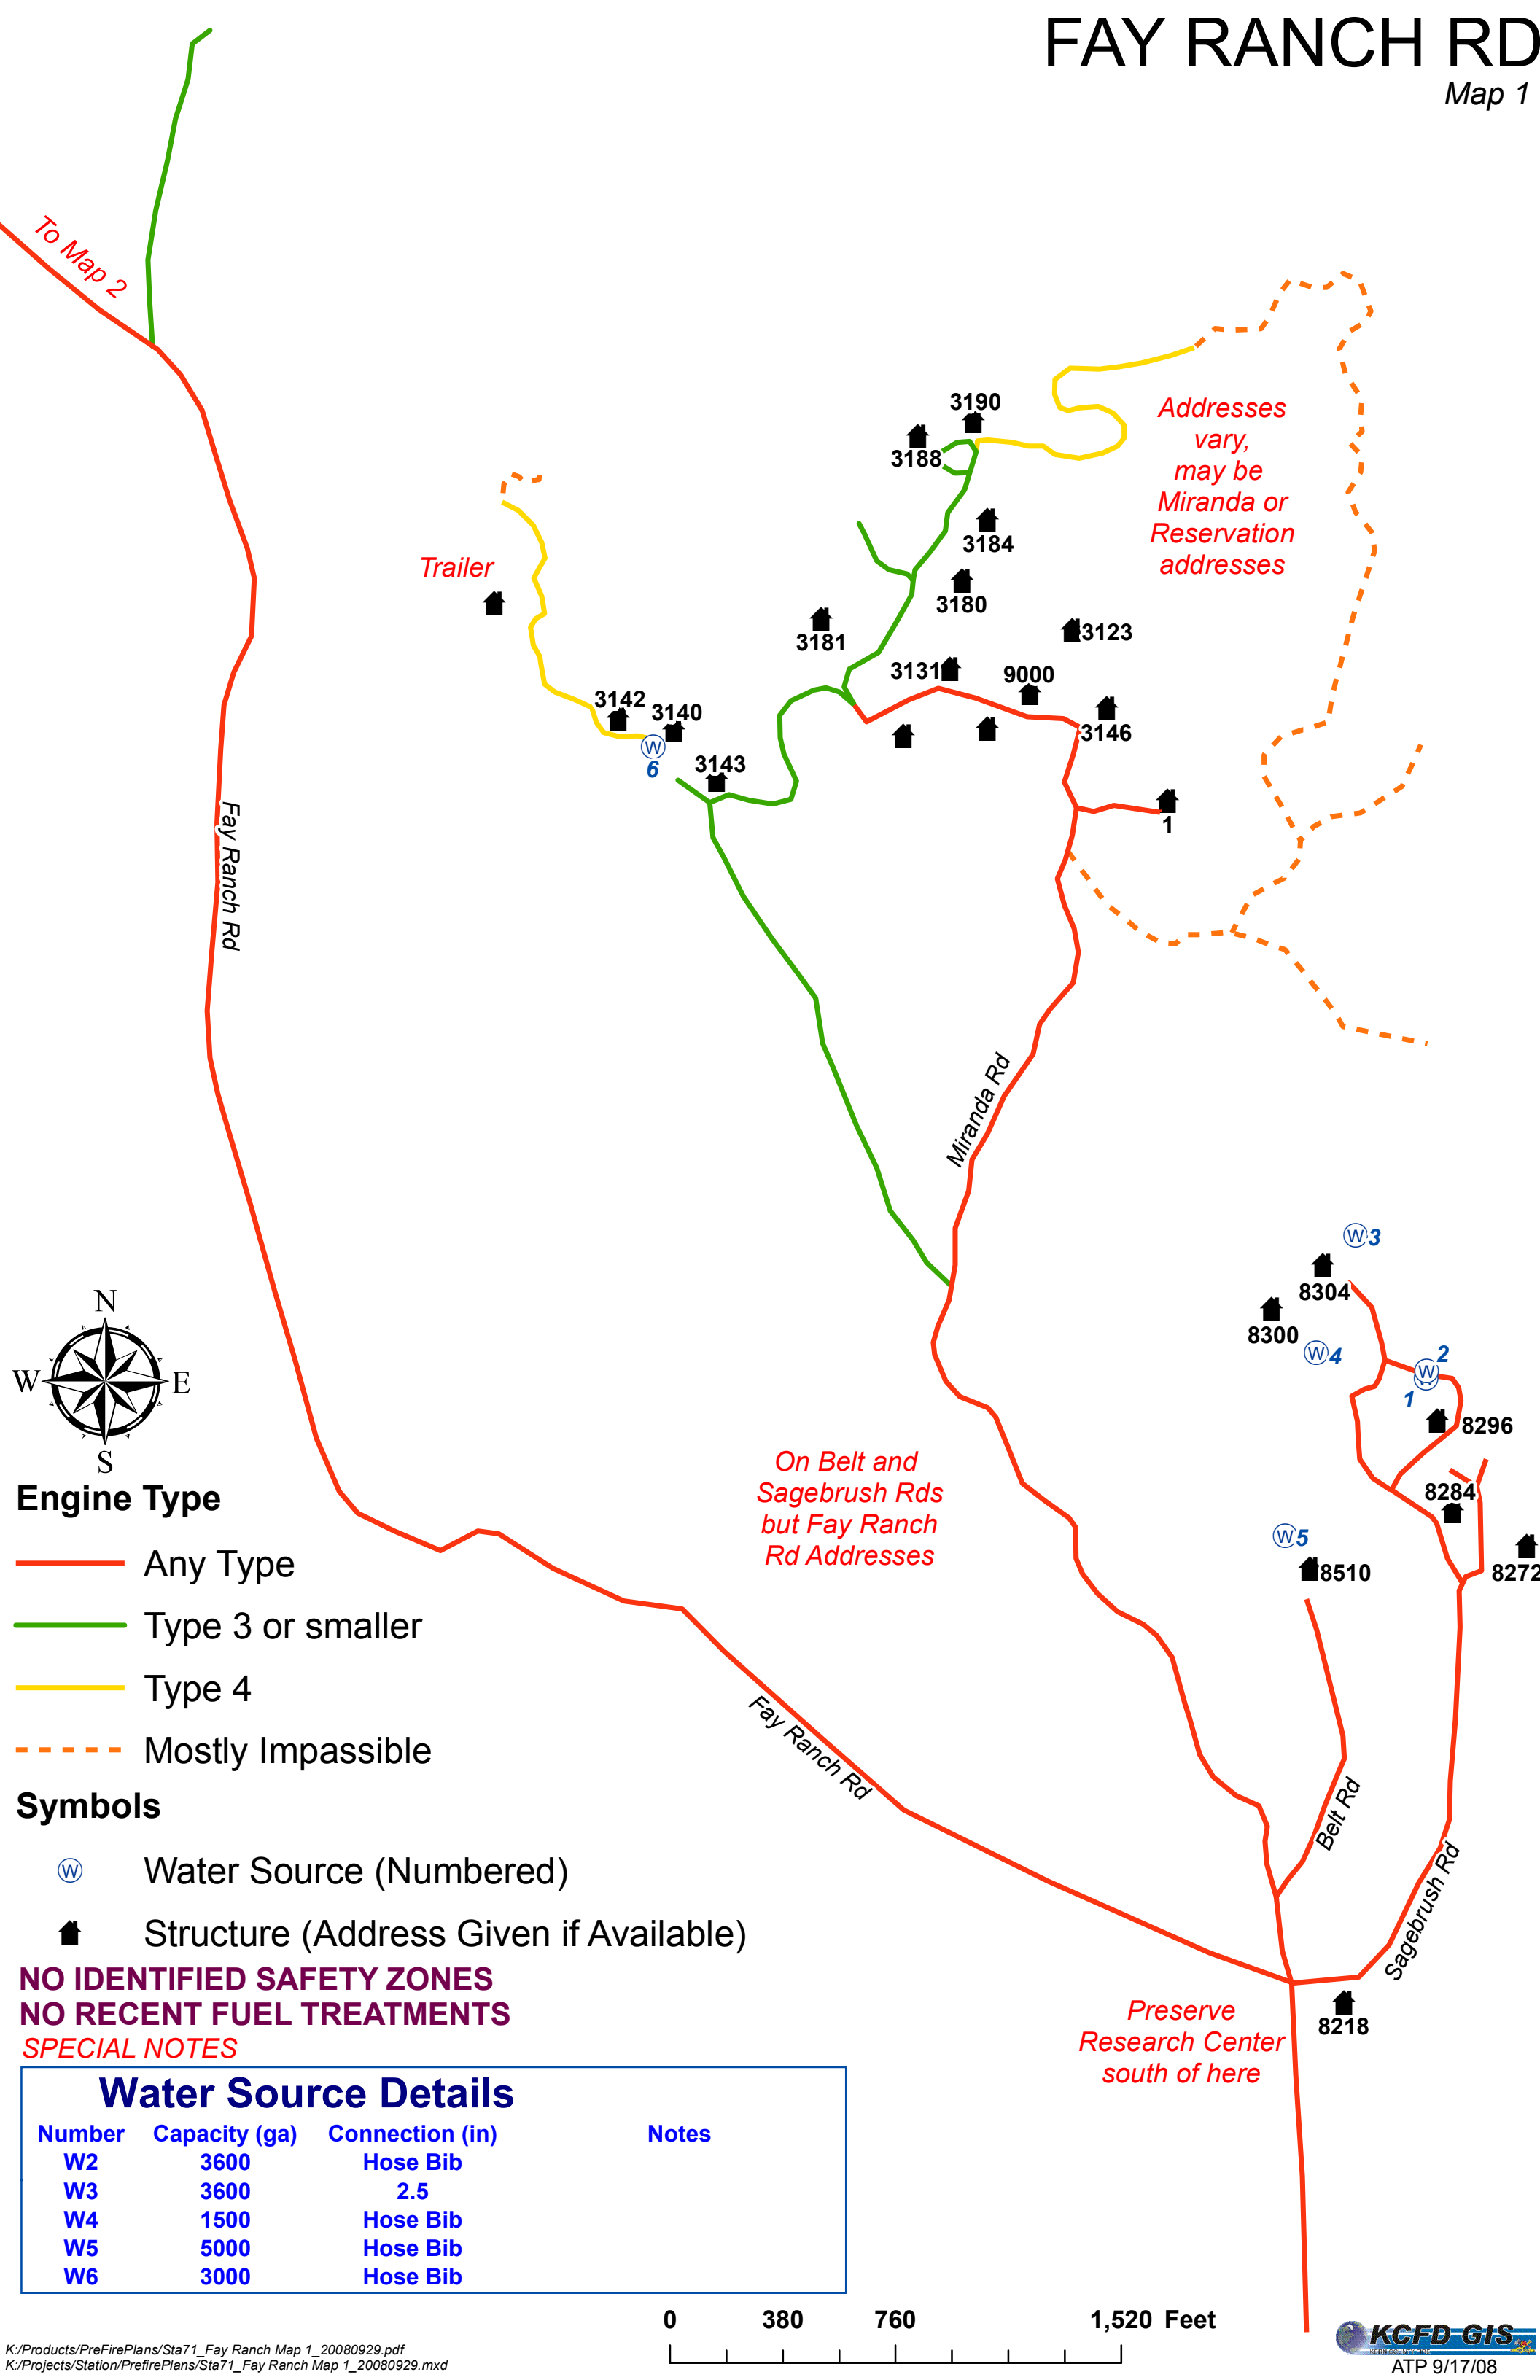 FAY RANCH RD
Map 1
To Map 2
3190
3188
Addresses
vary,
may be
Miranda or
Reservation
addresses
3184
Trailer
3180
3181
3123
3131
9000
3142
3140
3146
W
6
3143
1
Fay Ranch Rd
Miranda Rd
W 3
8304
8300
W 4
2
W
1
8296
N
W
E
S
On Belt and
Sagebrush Rds
but Fay Ranch
Rd Addresses
8284
W 5
8510
8272
Engine Type
Any Type
Type 3 or smaller
Type 4
Mostly Impassible
Fay Ranch Rd
Belt Rd
Sagebrush Rd
Symbols
W Water Source (Numbered)
Structure (Address Given if Available)
NO IDENTIFIED SAFETY ZONES
NO RECENT FUEL TREATMENTS
SPECIAL NOTES
Preserve
Research Center
south of here
8218
Water Source Details
Number Capacity (ga) Connection (in) Notes
W2 3600 Hose Bib
W3 3600 2.5
W4 1500 Hose Bib
W5 5000 Hose Bib
W6 3000 Hose Bib
0 380 760 1,520 Feet
K:/Products/PreFirePlans/Sta71_Fay Ranch Map 1_20080929.pdf
K:/Projects/Station/PrefirePlans/Sta71_Fay Ranch Map 1_20080929.mxd
KCFD GIS
ATP 9/17/08